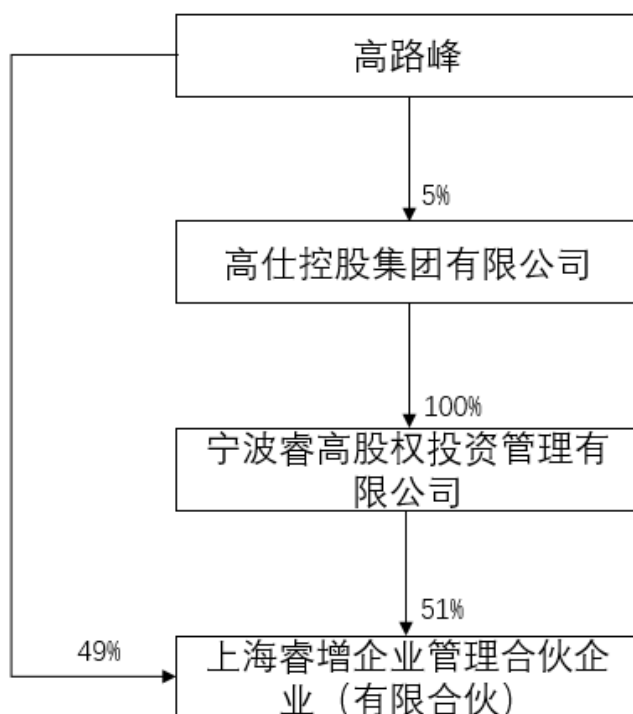 高路峰
5%
高仕控股集团有限公司
100%
宁波睿高股权投资管理有
限公司
51%
49%
上海睿增企业管理合伙企
业（有限合伙）